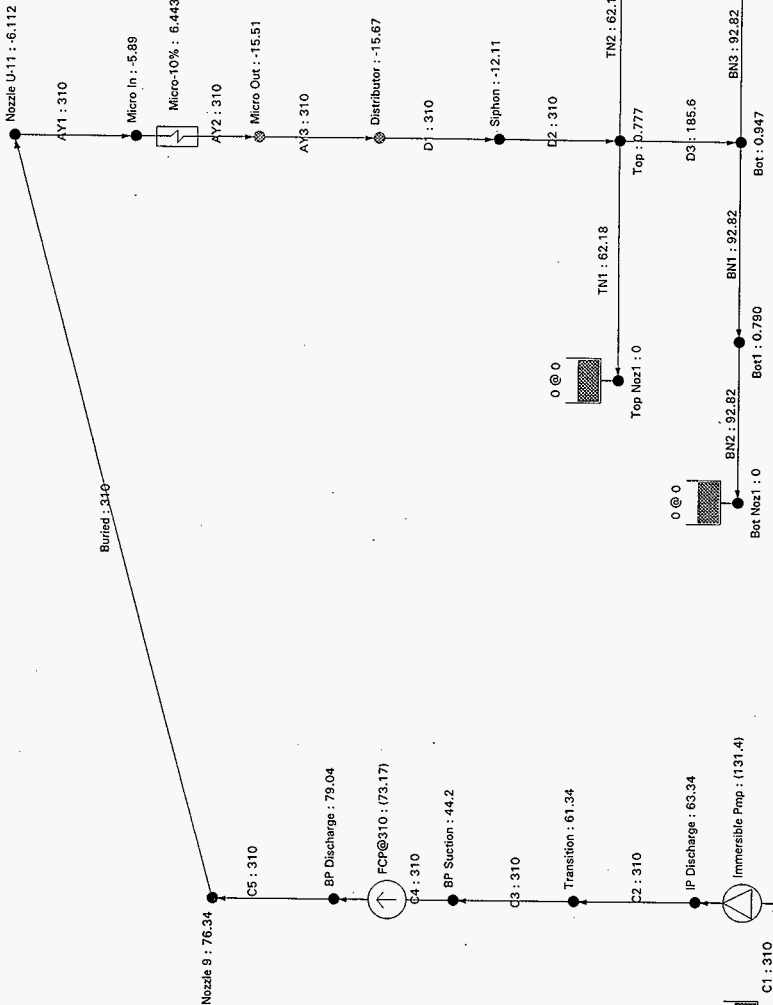 Nozzle U-11 : -6.112
AY1 : 310
Micro In : -5.89
Micro-10% : 6.443
AY2 : 310
Micro Out : -15.51
AY3 : 310
Distributor : -15.67
D1 : 310
Siphon : -12.11
D2 : 310
TN2 : 62.1
Top : 0.777
D3 : 185.6
BN3 : 92.82
Bot : 0.947
TN1 : 62.18
BN1 : 92.82
0 @ 0
Top Noz1 : 0
Bot1 : 0.790
BN2 : 92.82
0 @ 0
Bot Noz1 : 0
Buried : 310
Nozzle 9 : 76.34
C5 : 310
BP Discharge : 79.04
FCP@310 : (73.17)
C4 : 310
BP Suction : 44.2
C3 : 310
Transition : 61.34
C2 : 310
IP Discharge : 63.34
Immersible Pmp : (131.4)
C1 : 310